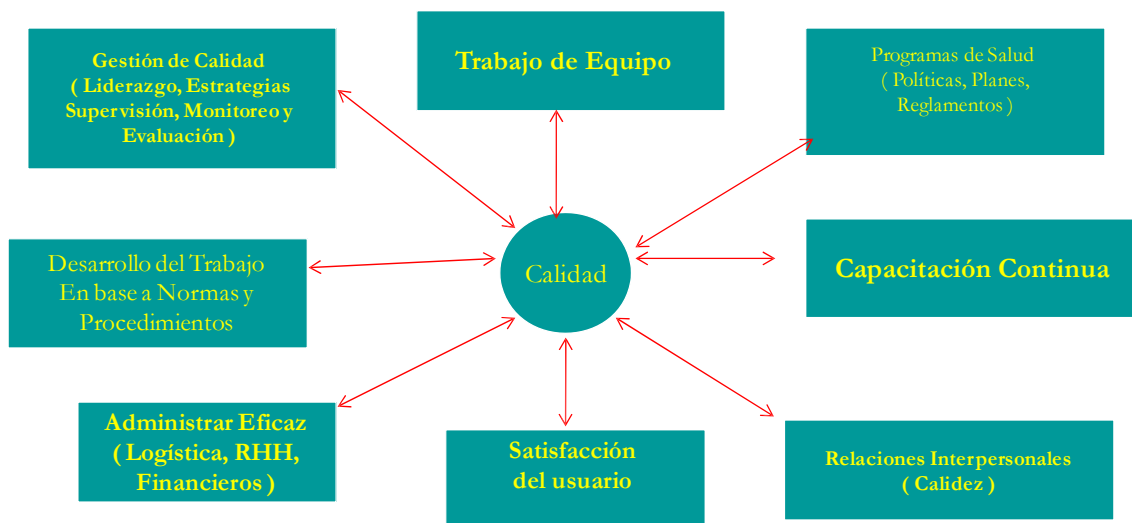 Gestión de Calidad
( Liderazgo, Estrategias
Supervisión, Monitoreo y
Evaluación )
Trabajo de Equipo
Programas de Salud
( Políticas, Planes,
Reglamentos )
Desarrollo del Trabajo
En base a Normas y
Procedimientos
Calidad
Capacitación Continua
Administrar Eficaz
( Logística, RHH,
Financieros )
Satisfacción
del usuario
Relaciones Interpersonales
( Calidez )